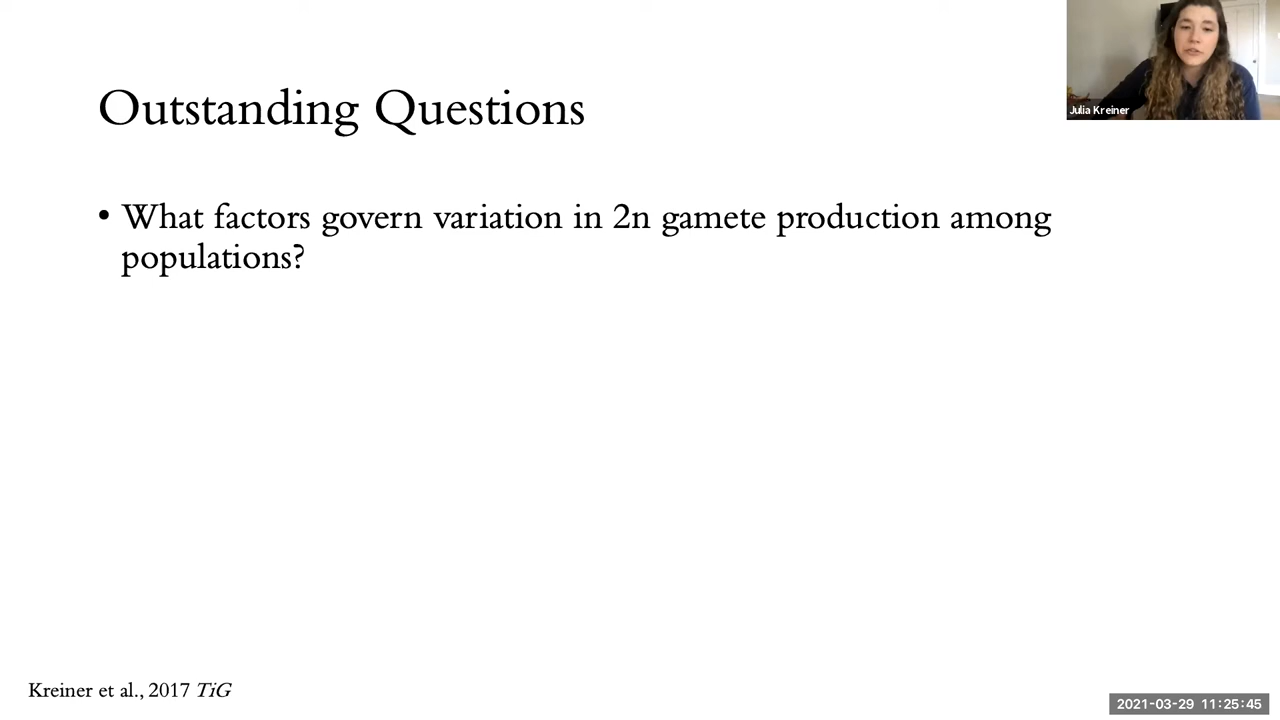 Outstanding Questions
Julia Kreiner
• What factors govern variation in 2n gamete production among
populations?
Kreiner et al., 2017 TiG
2021-03-29 11:25:45